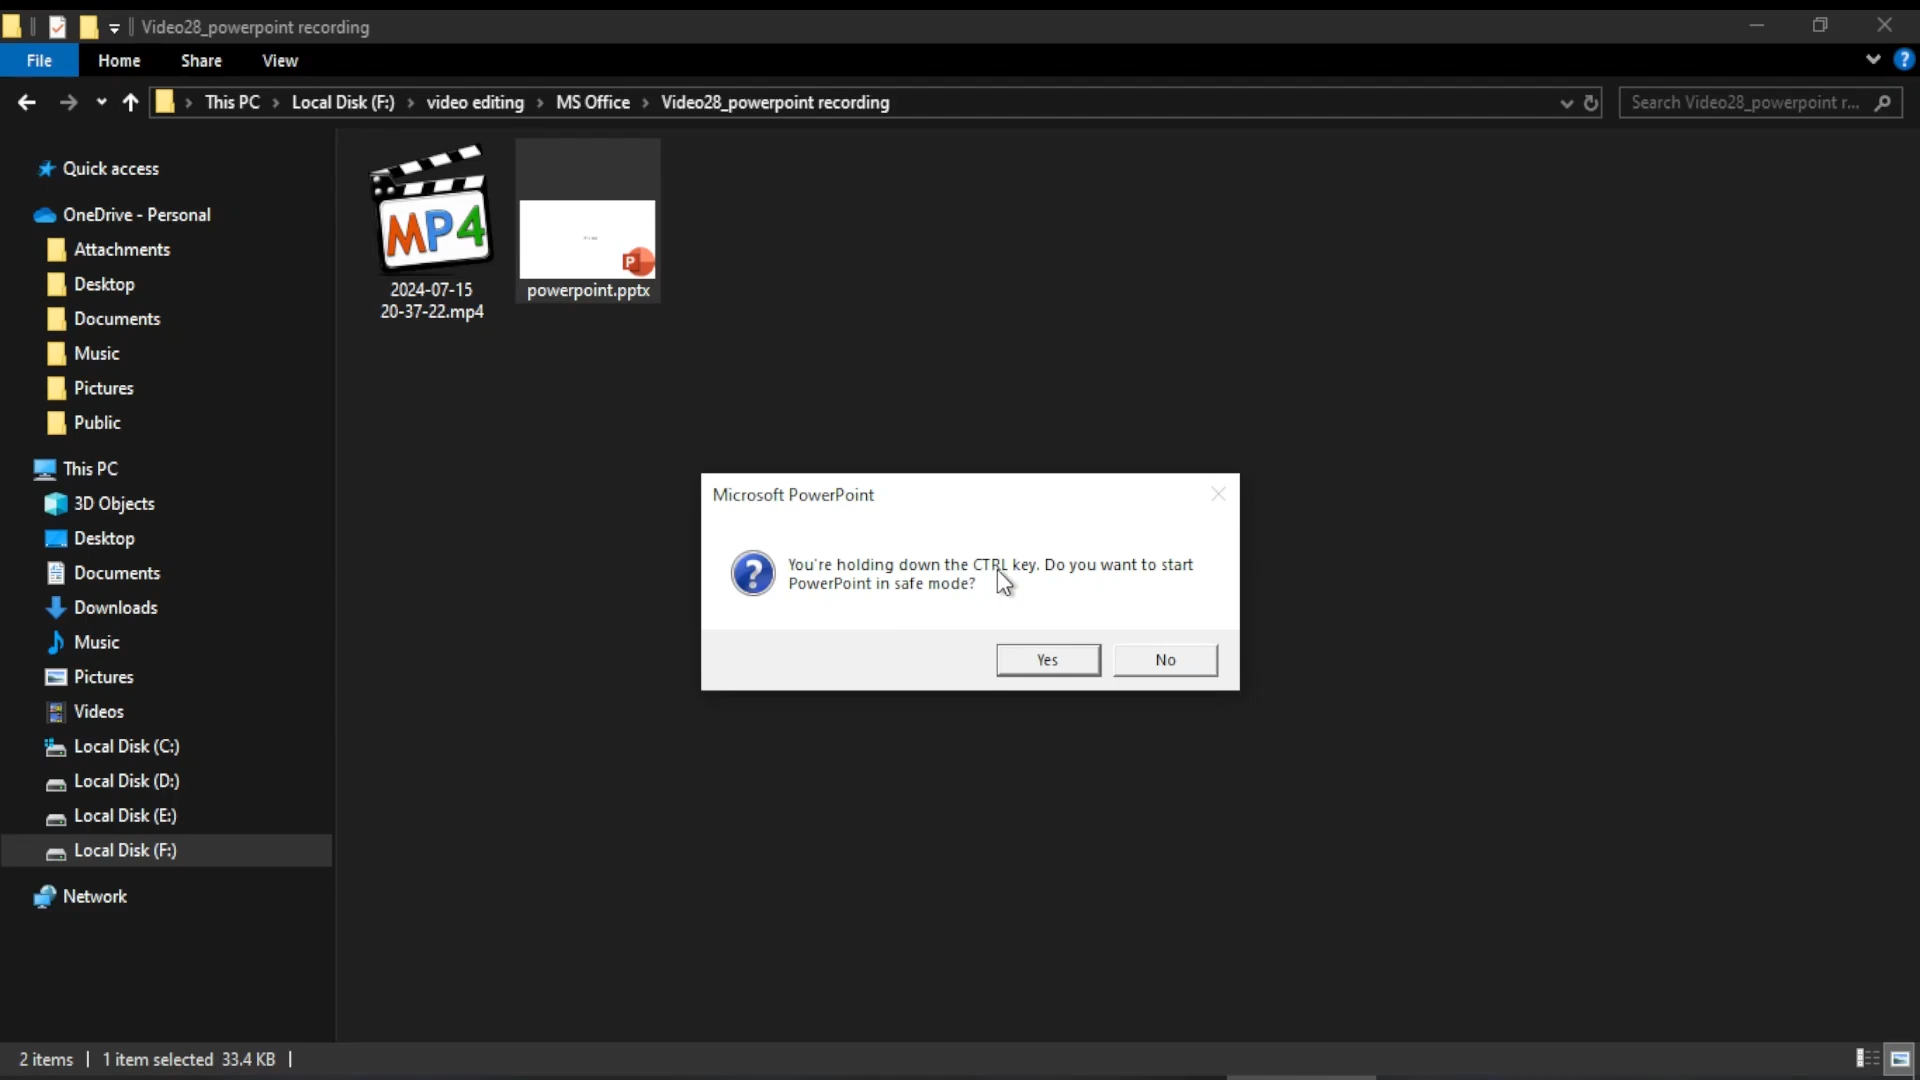 Video28_powerpoint recording
File Home Share View
This PC Local Disk (F:) video editing MS Office Video28_powerpoint recording
Search Video28_powerpoint r...
Quick access
OneDrive - Personal
Attachments
Desktop
Documents
Music
Pictures
Public
This PC
3D Objects
Desktop
Documents
Downloads
Music
Pictures
Videos
Local Disk (C:)
Local Disk (D:)
Local Disk (E:)
Local Disk (F:)
Network
MP4
2024-07-15
20-37-22.mp4
P
powerpoint.pptx
Microsoft PowerPoint
You're holding down the CTRL key. Do you want to start
PowerPoint in safe mode?
Yes No
2 items 1 item selected 33.4 KB